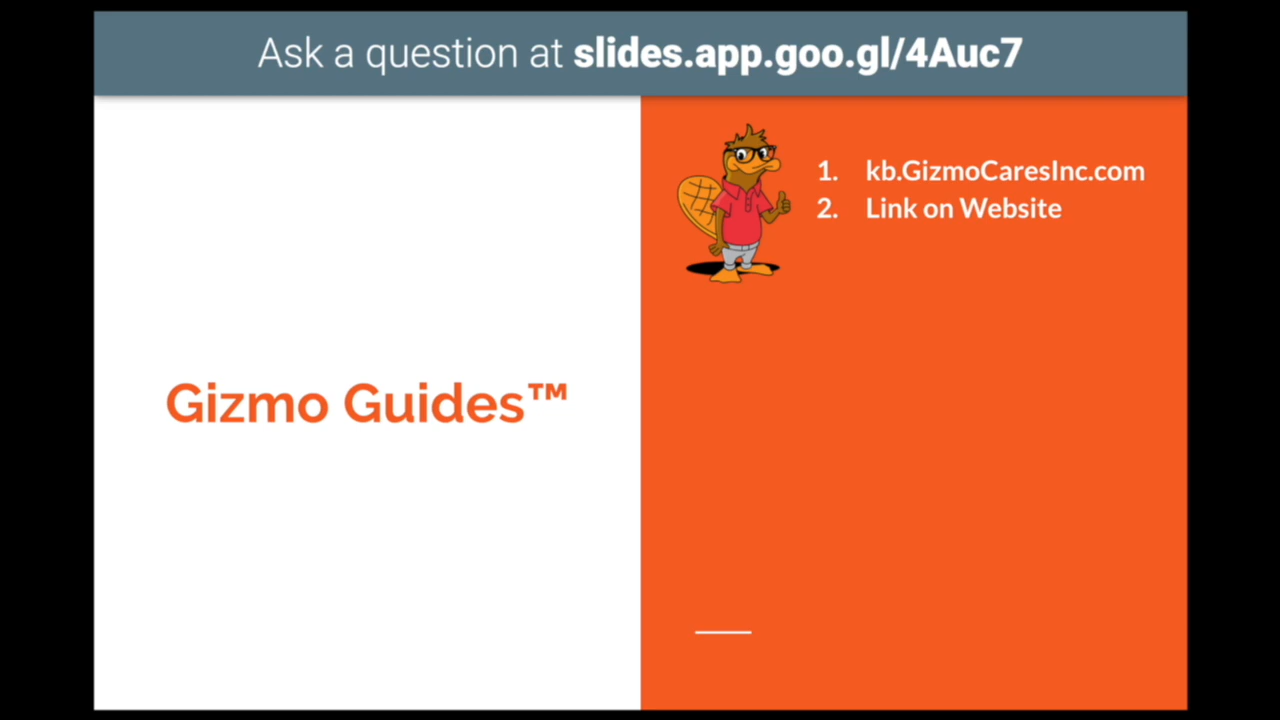 Ask a question at slides.app.goo.gl/4Auc7
Gizmo Guides™
1. kb.GizmoCaresInc.com
2. Link on Website